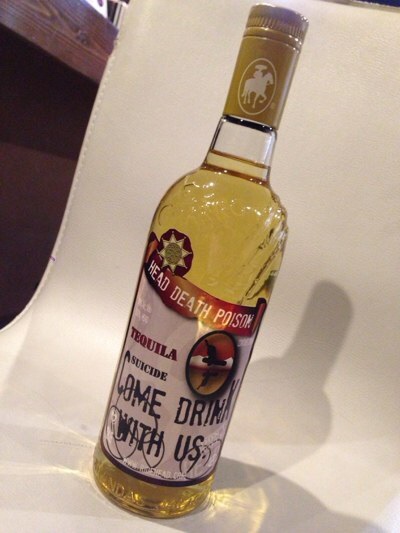 HEAD DEATH POISON
TEQUILA
SUICIDE
COME DRINK
WITH US.